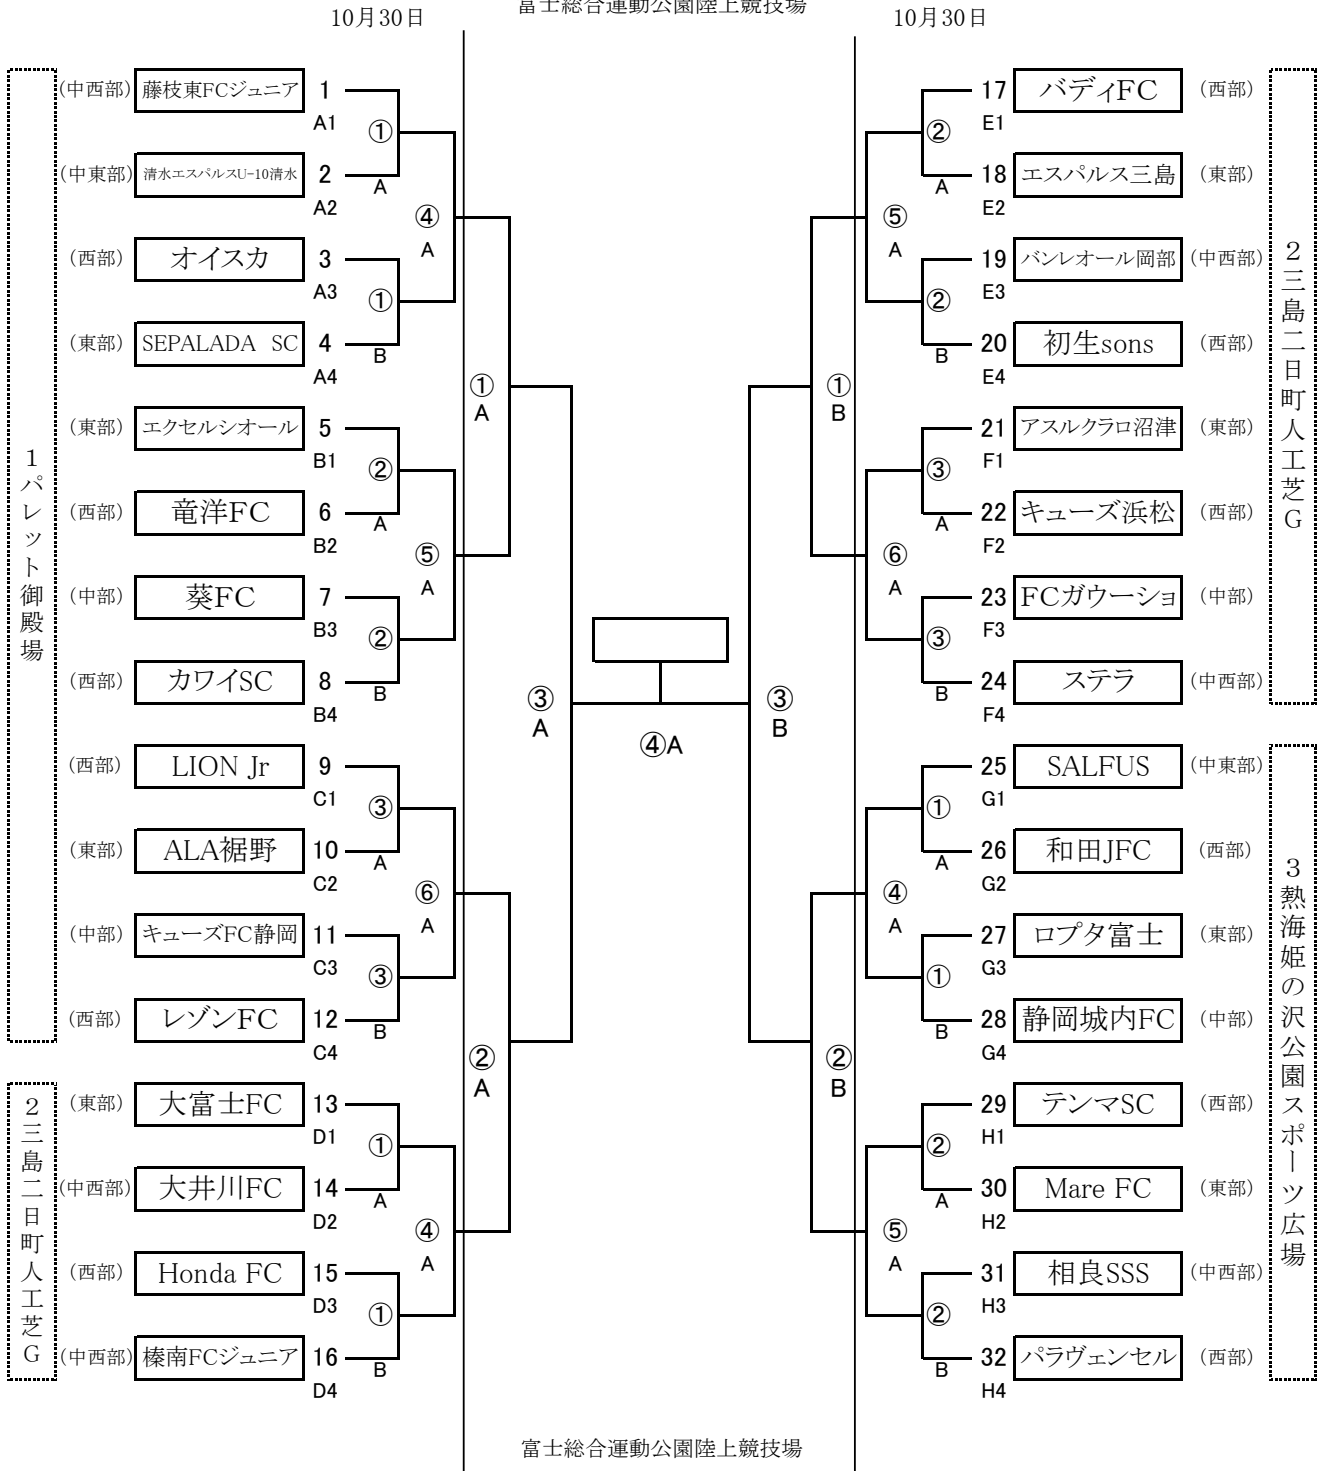 富士総合運動公園陸上競技場
10月30日
10月30日
1パレット御殿場
(中西部) 藤枝東FCジュニア 1
A1
①
A
(中東部) 清水エスパルスU-10清水 2
A2
④
A
(西部) オイスカ 3
A3
①
B
(東部) SEPALADA SC 4
A4
①
A
(東部) エクセルシオール 5
B1
②
A
(西部) 竜洋FC 6
B2
⑤
A
(中部) 葵FC 7
B3
②
B
(西部) カワイSC 8
B4
③
A
(西部) LION Jr 9
C1
③
A
(東部) ALA裾野 10
C2
⑥
A
(中部) キューズFC静岡 11
C3
③
B
(西部) レゾンFC 12
C4
②
A
2三島二日町人工芝G
(東部) 大富士FC 13
D1
①
A
(中西部) 大井川FC 14
D2
④
A
(西部) Honda FC 15
D3
①
B
(中西部) 榛南FCジュニア 16
D4
④A
2三島二日町人工芝G
17 バディFC (西部)
E1
②
A
18 エスパルス三島 (東部)
E2
⑤
A
19 バンレオール岡部 (中西部)
E3
②
B
20 初生sons (西部)
E4
①
B
21 アスルクラロ沼津 (東部)
F1
③
A
22 キューズ浜松 (西部)
F2
⑥
A
23 FCガウーショ (中部)
F3
③
B
24 ステラ (中西部)
F4
③
B
3熱海姫の沢公園スポーツ広場
25 SALFUS (中東部)
G1
①
A
26 和田JFC (西部)
G2
④
A
27 ロプタ富士 (東部)
G3
①
B
28 静岡城内FC (中部)
G4
②
B
29 テンマSC (西部)
H1
②
A
30 Mare FC (東部)
H2
⑤
A
31 相良SSS (中西部)
H3
②
B
32 パラヴェンセル (西部)
H4
富士総合運動公園陸上競技場